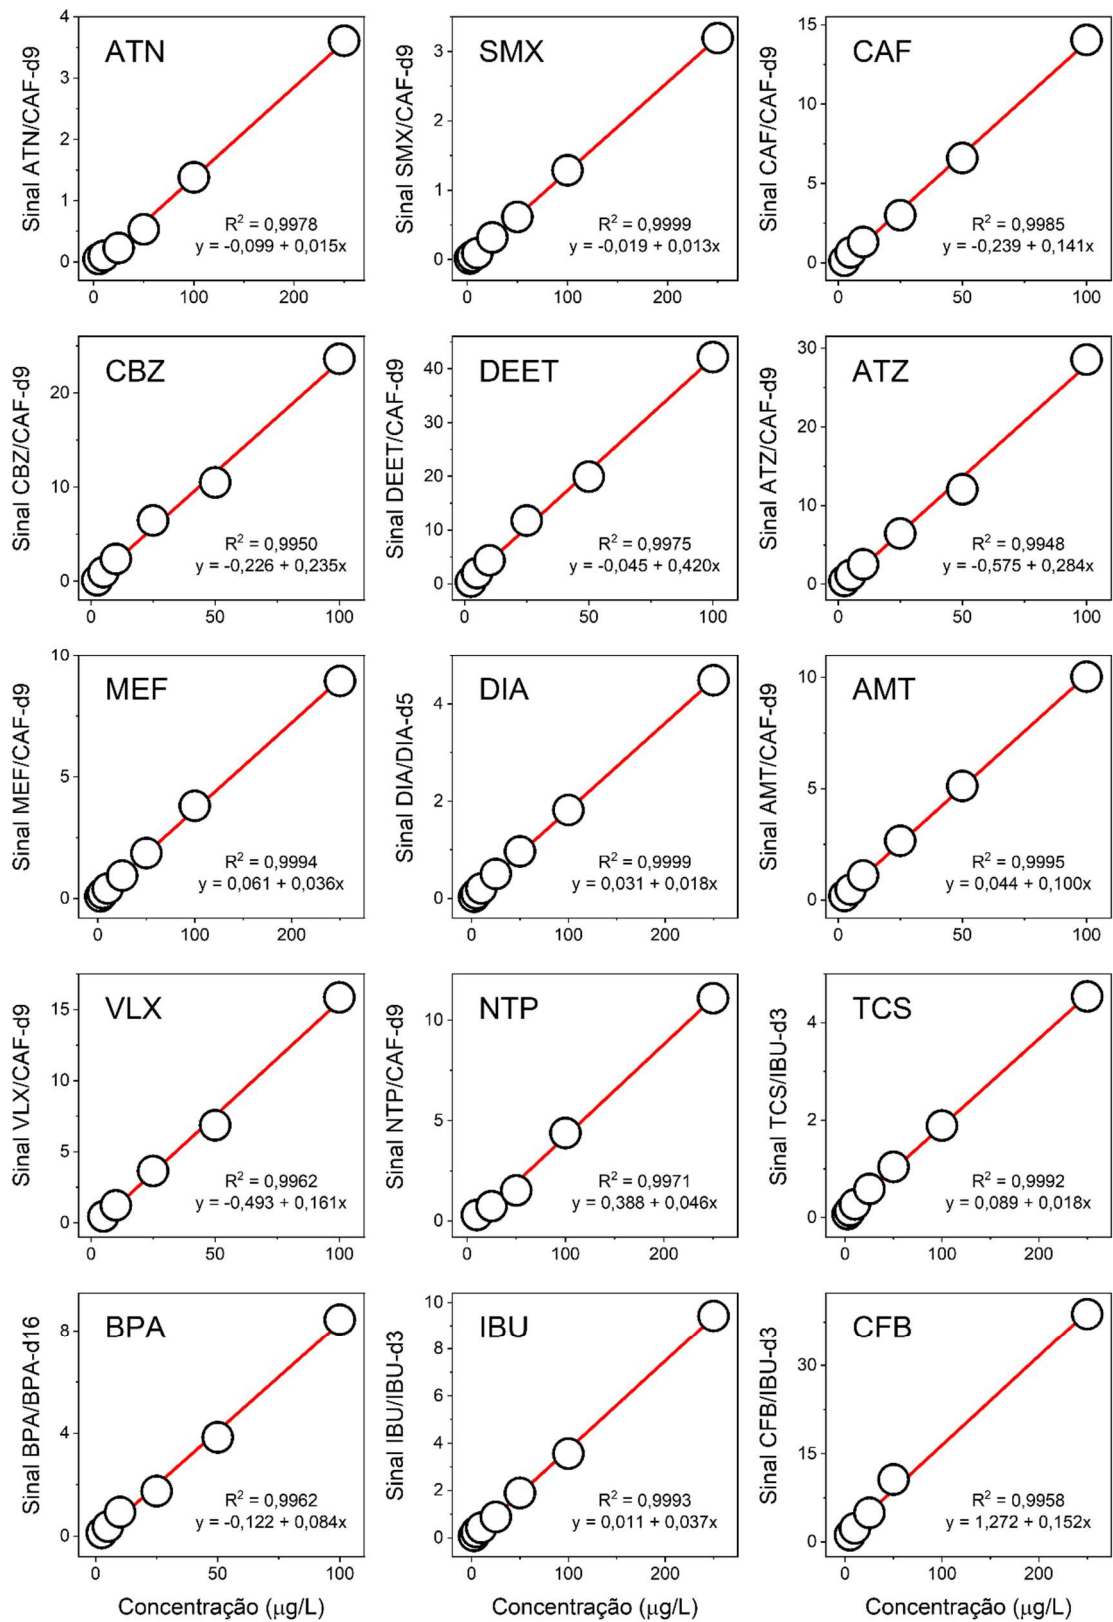 ATN
Sinal ATN/CAF-d9
4
3
2
1
0
R² = 0,9978
y = -0,099 + 0,015x
0 100 200
SMX
Sinal SMX/CAF-d9
3
2
1
0
R² = 0,9999
y = -0,019 + 0,013x
0 100 200
CAF
Sinal CAF/CAF-d9
15
10
5
0
R² = 0,9985
y = -0,239 + 0,141x
0 50 100
CBZ
Sinal CBZ/CAF-d9
20
10
0
R² = 0,9950
y = -0,226 + 0,235x
0 50 100
DEET
Sinal DEET/CAF-d9
40
30
20
10
0
R² = 0,9975
y = -0,045 + 0,420x
0 50 100
ATZ
Sinal ATZ/CAF-d9
30
20
10
0
R² = 0,9948
y = -0,575 + 0,284x
0 50 100
MEF
Sinal MEF/CAF-d9
10
5
0
R² = 0,9994
y = 0,061 + 0,036x
0 100 200
DIA
Sinal DIA/DIA-d5
4
2
0
R² = 0,9999
y = 0,031 + 0,018x
0 100 200
AMT
Sinal AMT/CAF-d9
10
5
0
R² = 0,9995
y = 0,044 + 0,100x
0 50 100
VLX
Sinal VLX/CAF-d9
15
10
5
0
R² = 0,9962
y = -0,493 + 0,161x
0 50 100
NTP
Sinal NTP/CAF-d9
10
5
0
R² = 0,9971
y = 0,388 + 0,046x
0 100 200
TCS
Sinal TCS/IBU-d3
4
2
0
R² = 0,9992
y = 0,089 + 0,018x
0 100 200
BPA
Sinal BPA/BPA-d16
8
4
0
R² = 0,9962
y = -0,122 + 0,084x
0 50 100
Concentração (µg/L)
IBU
Sinal IBU/IBU-d3
10
8
6
4
2
0
R² = 0,9993
y = 0,011 + 0,037x
0 100 200
Concentração (µg/L)
CFB
Sinal CFB/IBU-d3
30
15
0
R² = 0,9958
y = 1,272 + 0,152x
0 100 200
Concentração (µg/L)